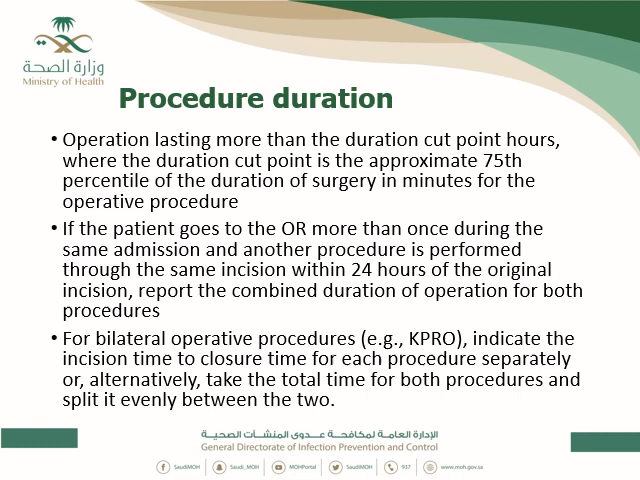 وزارة الصحة
Ministry of Health
Procedure duration
• Operation lasting more than the duration cut point hours,
where the duration cut point is the approximate 75th
percentile of the duration of surgery in minutes for the
operative procedure
• If the patient goes to the OR more than once during the
same admission and another procedure is performed
through the same incision within 24 hours of the original
incision, report the combined duration of operation for both
procedures
• For bilateral operative procedures (e.g., KPRO), indicate the
incision time to closure time for each procedure separately
or, alternatively, take the total time for both procedures and
split it evenly between the two.
الإدارة العامة لمكافحة عدوى المنشآت الصحية
General Directorate of Infection Prevention and Control
SaudiMOH Saudi_MOH MOHPortal SaudiMOH 937 www.moh.gov.sa